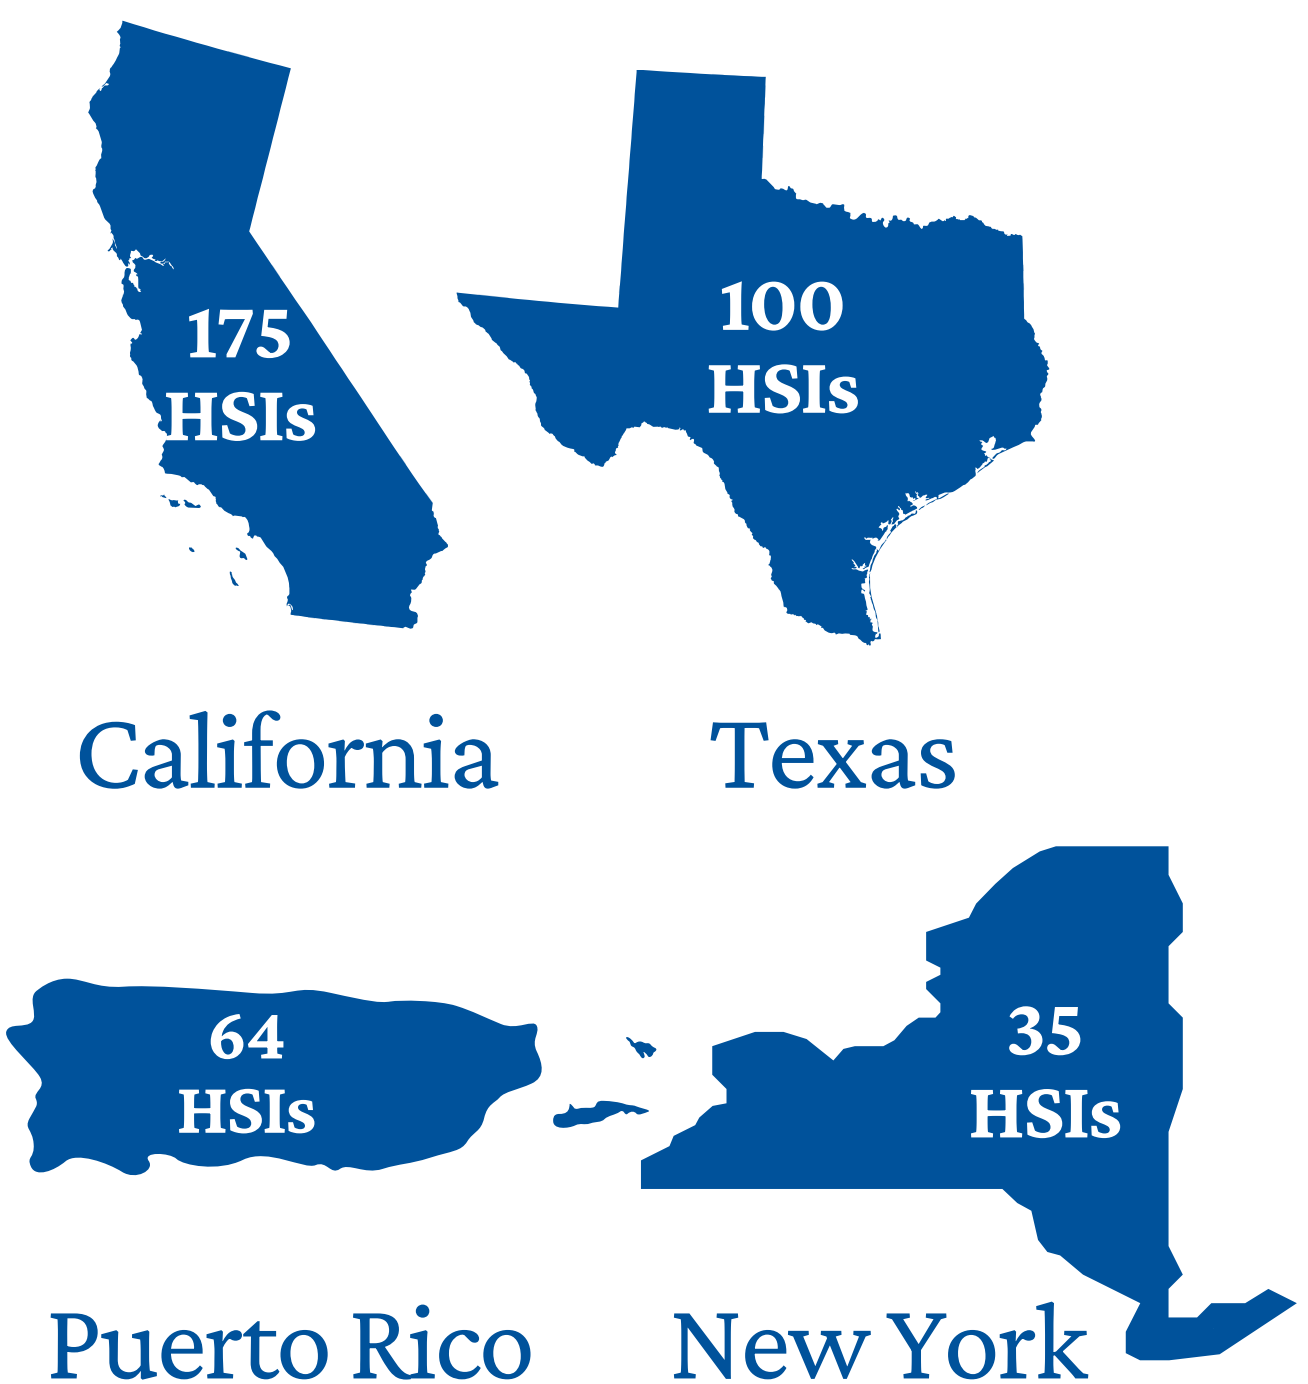 175
HSIs
100
HSIs
California
Texas
64
HSIs
35
HSIs
Puerto Rico
New York